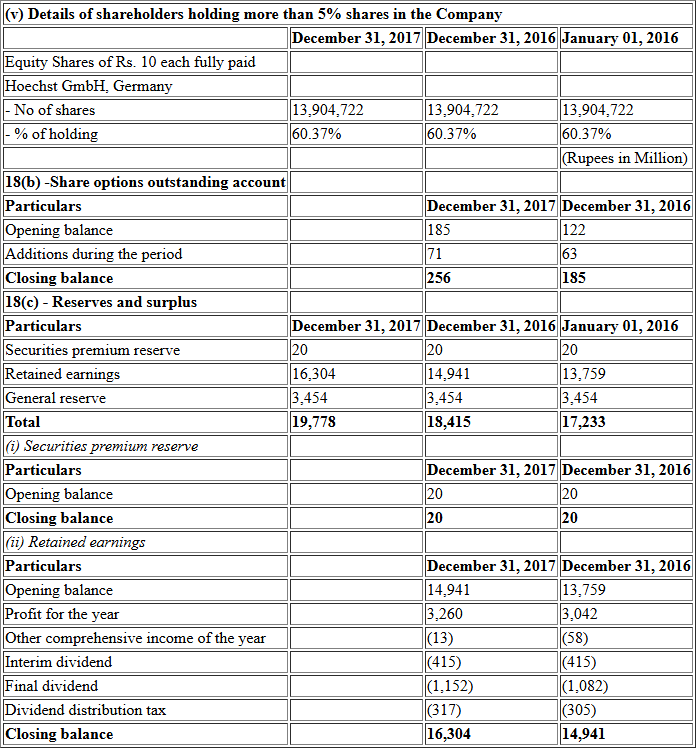 (v) Details of shareholders holding more than 5% shares in the Company
December 31, 2017 December 31, 2016 January 01, 2016
Equity Shares of Rs. 10 each fully paid
Hoechst GmbH, Germany
- No of shares 13,904,722 13,904,722 13,904,722
- % of holding 60.37% 60.37% 60.37%
(Rupees in Million)
18(b) -Share options outstanding account
Particulars December 31, 2017 December 31, 2016
Opening balance 185 122
Additions during the period 71 63
Closing balance 256 185
18(c) - Reserves and surplus
Particulars December 31, 2017 December 31, 2016 January 01, 2016
Securities premium reserve 20 20 20
Retained earnings 16,304 14,941 13,759
General reserve 3,454 3,454 3,454
Total 19,778 18,415 17,233
(i) Securities premium reserve
Particulars December 31, 2017 December 31, 2016
Opening balance 20 20
Closing balance 20 20
(ii) Retained earnings
Particulars December 31, 2017 December 31, 2016
Opening balance 14,941 13,759
Profit for the year 3,260 3,042
Other comprehensive income of the year (13) (58)
Interim dividend (415) (415)
Final dividend (1,152) (1,082)
Dividend distribution tax (317) (305)
Closing balance 16,304 14,941